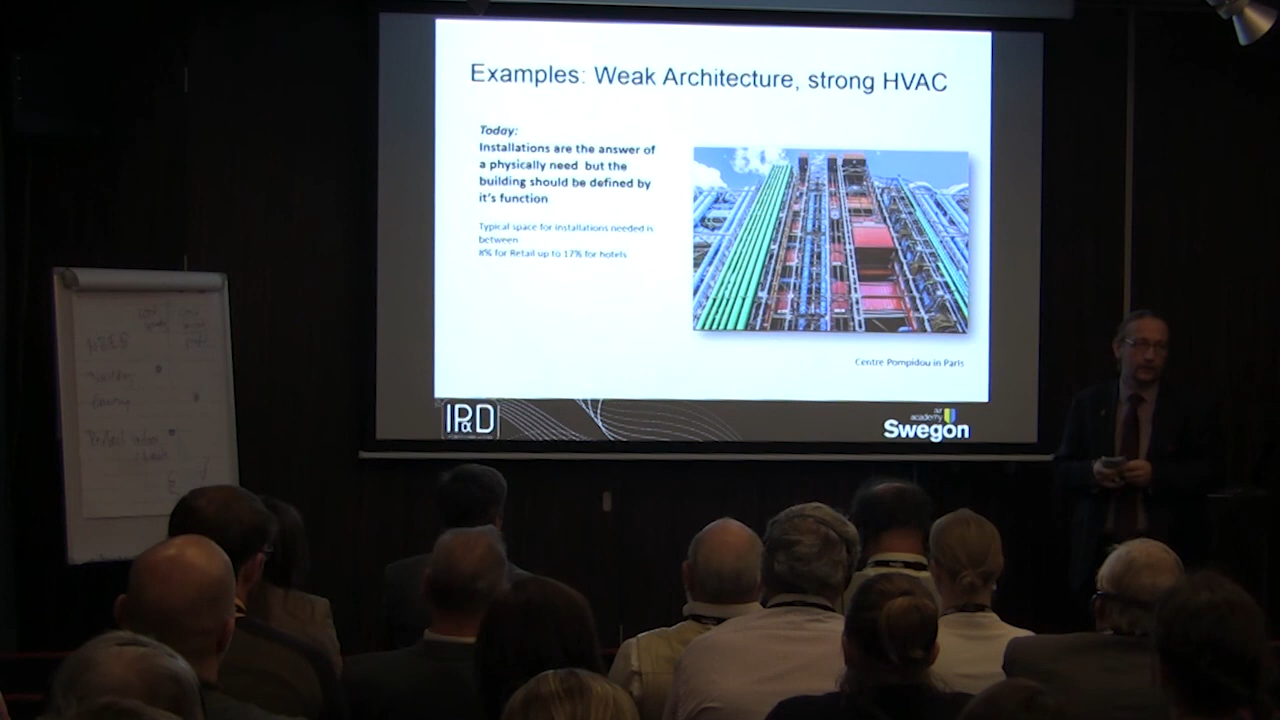 Examples: Weak Architecture, strong HVAC
Today:
Installations are the answer of
a physically need but the
building should be defined by
it's function
Typical space for installations needed is
between
8% for Retail up to 17% for hotels
Centre Pompidou in Paris
IP&D
air
academy
Swegon